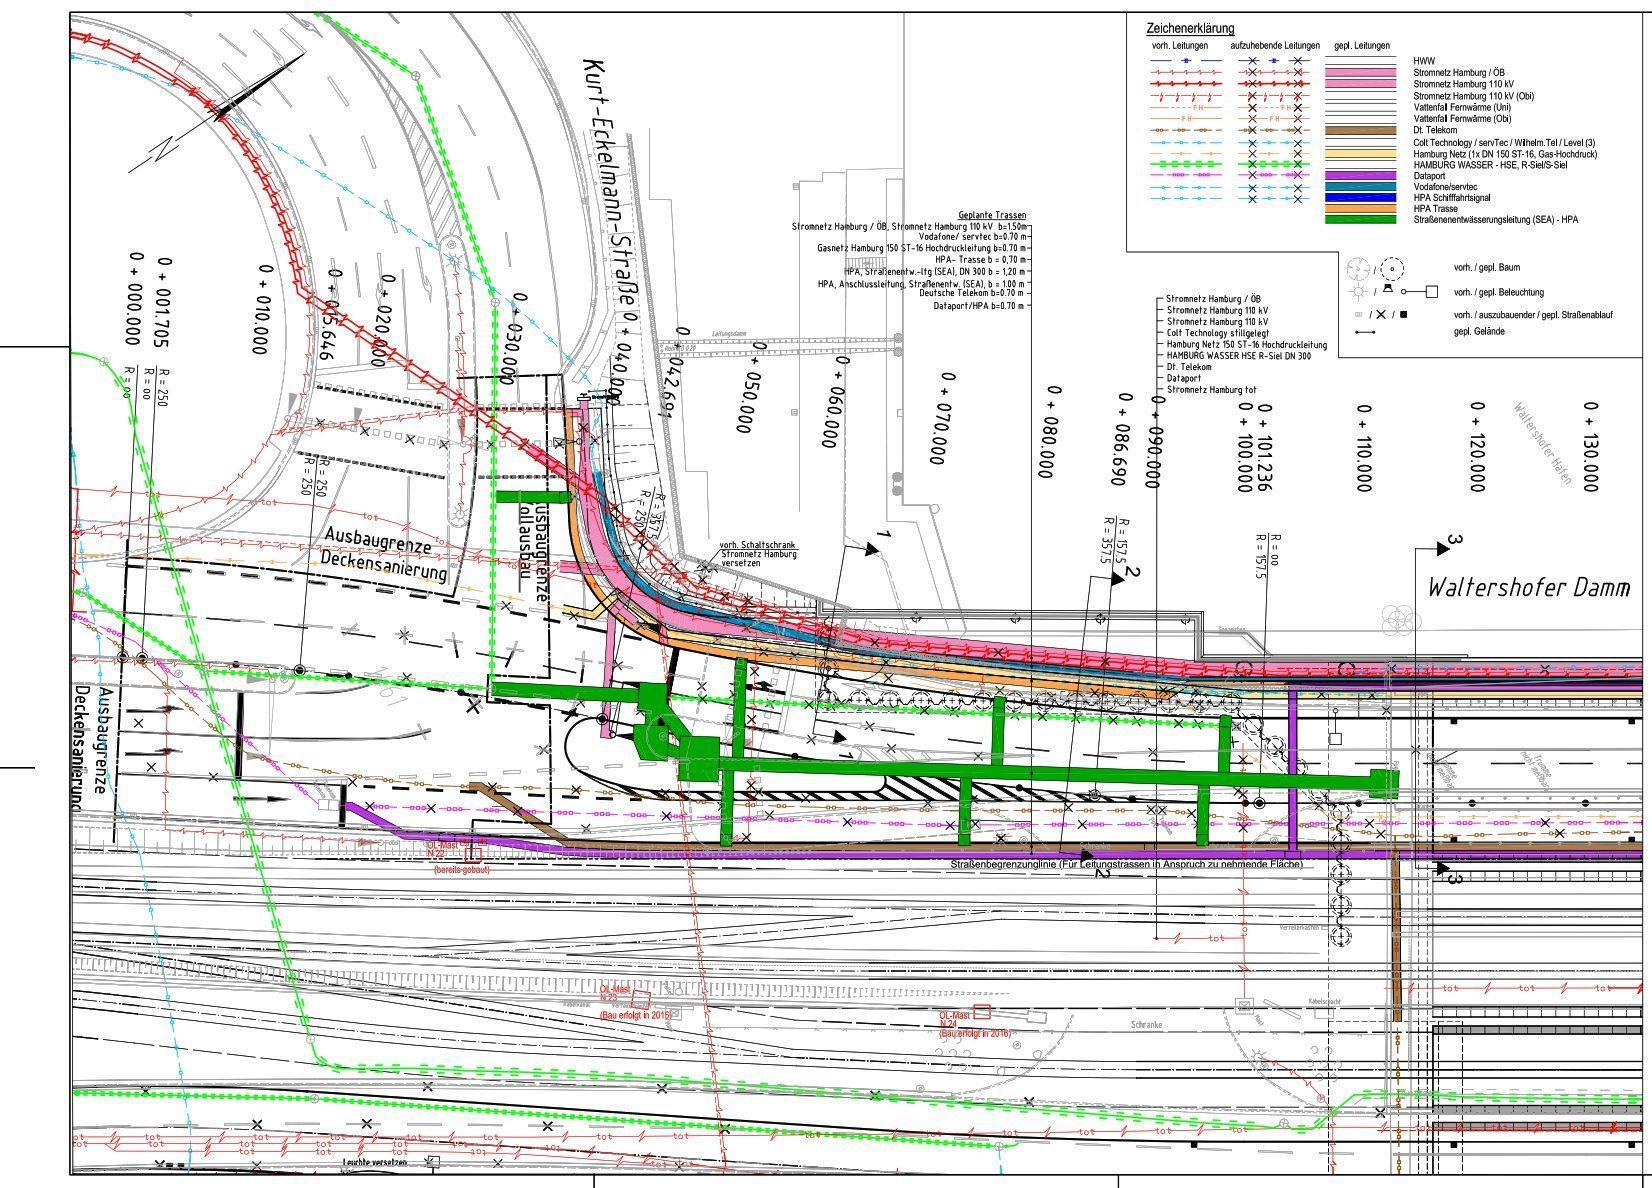 Zeichenerklärung
vorh. Leitungen
aufzuhebende Leitungen
gepl. Leitungen
HWW
Stromnetz Hamburg / ÖB
Stromnetz Hamburg 110 kV
Stromnetz Hamburg 110 kV (Obi)
Vattenfall Fernwärme (Uni)
Vattenfall Fernwärme (Obi)
Dt. Telekom
Colt Technology / servTec / Wilhelm.Tel / Level (3)
Hamburg Netz (1x DN 150 ST-16, Gas-Hochdruck)
HAMBURG WASSER - HSE, R-Siel/S-Siel
Dataport
Vodafone/servtec
HPA Schifffahrtsignal
HPA Trasse
Straßenentwässerungsleitung (SEA) - HPA
vorh. / gepl. Baum
vorh. / gepl. Beleuchtung
vorh. / auszubauender / gepl. Straßenablauf
gepl. Gelände
Kurt-Eckelmann-Straße
Geplante Trassen
Stromnetz Hamburg / ÖB, Stromnetz Hamburg 110 kV b=1.50m
Vodafone/ servtec b=0.70 m
Gasnetz Hamburg 150 ST-16 Hochdruckleitung b=0.70 m
HPA- Trasse b = 0,70 m
HPA, Straßenentw.-ltg (SEA), DN 300 b = 1,20 m
HPA, Anschlussleitung, Straßenentw. (SEA), b = 1.00 m
Deutsche Telekom b=0.70 m
Dataport/HPA b=0.70 m
Stromnetz Hamburg / ÖB
Stromnetz Hamburg 110 kV
Stromnetz Hamburg 110 kV
Colt Technology stillgelegt
Hamburg Netz 150 ST-16 Hochdruckleitung
HAMBURG WASSER HSE R-Siel DN 300
Dt. Telekom
Dataport
Stromnetz Hamburg tot
0 + 000.000
0 + 001.705
0 + 010.000
0 + 015.646
0 + 020.000
0 + 030.000
0 + 040.000
0 + 042.691
0 + 050.000
0 + 060.000
0 + 070.000
0 + 080.000
0 + 086.690
0 + 090.000
0 + 100.000
0 + 101.236
0 + 110.000
0 + 120.000
0 + 130.000
Leitungsdamm
Waltershofer Hafen
R = oo
R = oo
R = 250
R = 250
R = 250
R = 250
R = 357.5
R = 357.5
R = 157.5
R = 157.5
R = oo
Ausbaugrenze
Deckensanierung
Ausbaugrenze
Vollausbau
vorh. Schaltschrank
Stromnetz Hamburg
versetzen
1
2
3
Waltershofer Damm
Ausbaugrenze
Deckensanierung
1
OL-Mast
N 22
(bereits gebaut)
Schranke
Straßenbegrenzunglinie (Für Leitungstrassen in Anspruch zu nehmende Fläche)
2
3
Verteilerkasten
tot
OL-Mast
N 23
(Bau erfolgt in 2015)
OL-Mast
N 24
(Bau erfolgt in 2016)
Schranke
Kabelschacht
tot
tot
tot
Leuchte versetzen